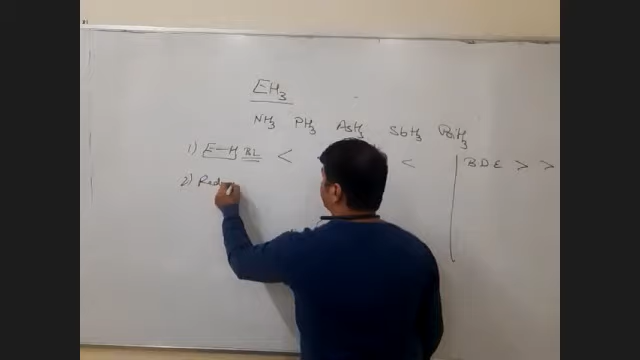 EH₃
NH₃ PH₃ AsH₃ SbH₃ BiH₃
1) E—H BL < < BDE > >
2) Red